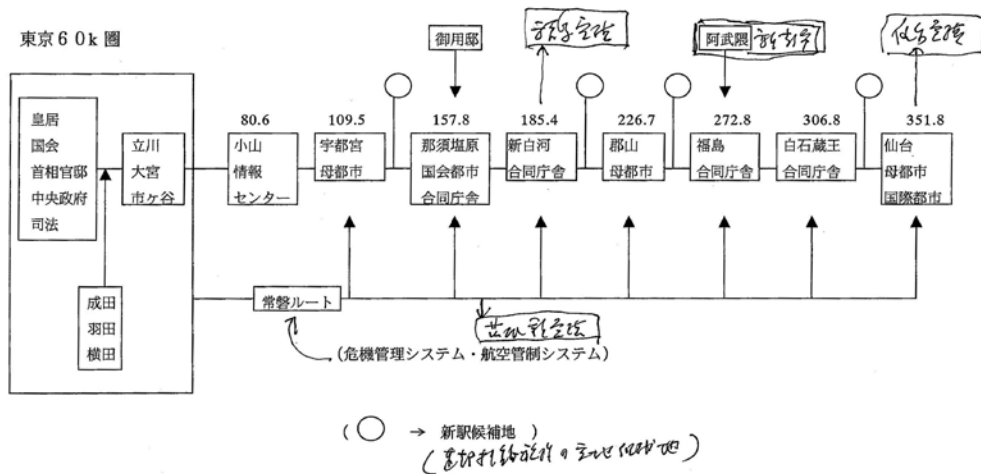 東京60k圏
皇居
国会
首相官邸
中央政府
司法
立川
大宮
市ヶ谷
成田
羽田
横田
80.6
小山
情報
センター
109.5
宇都宮
母都市
御用邸
157.8
那須塩原
国会都市
合同庁舎
185.4
新白河
合同庁舎
226.7
郡山
母都市
阿武隈
272.8
福島
合同庁舎
306.8
白石蔵王
合同庁舎
仙台空港
351.8
仙台
母都市
国際都市
常磐ルート
(危機管理システム・航空管制システム)
( → 新駅候補地 )